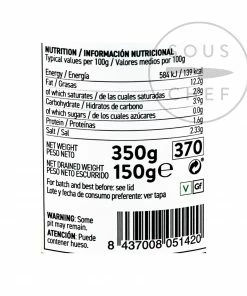 SOUS
CHEF
NUTRITION / INFORMACIÓN NUTRICIONAL
Typical values per 100g / Valores medios por 100g
Energy / Energía 584 kJ / 139 kcal
Fat / Grasas 12.2g
of which saturates / de las cuales saturadas 2.8g
Carbohydrate / Hidratos de carbono 3.9g
of which sugars / de los cuales azúcares 0.0g
Protein / Proteínas 1.6g
Salt / Sal 2.33g
NET WEIGHT
PESO NETO 350g 370
NET DRAINED WEIGHT
PESO NETO ESCURRIDO 150g e
For batch and best before: see lid
Lote y fecha de consumo preferente: ver tapa
V GF
WARNING: Some
pit may remain.
Atención: Puede
contener hueso.
8 437008 051420